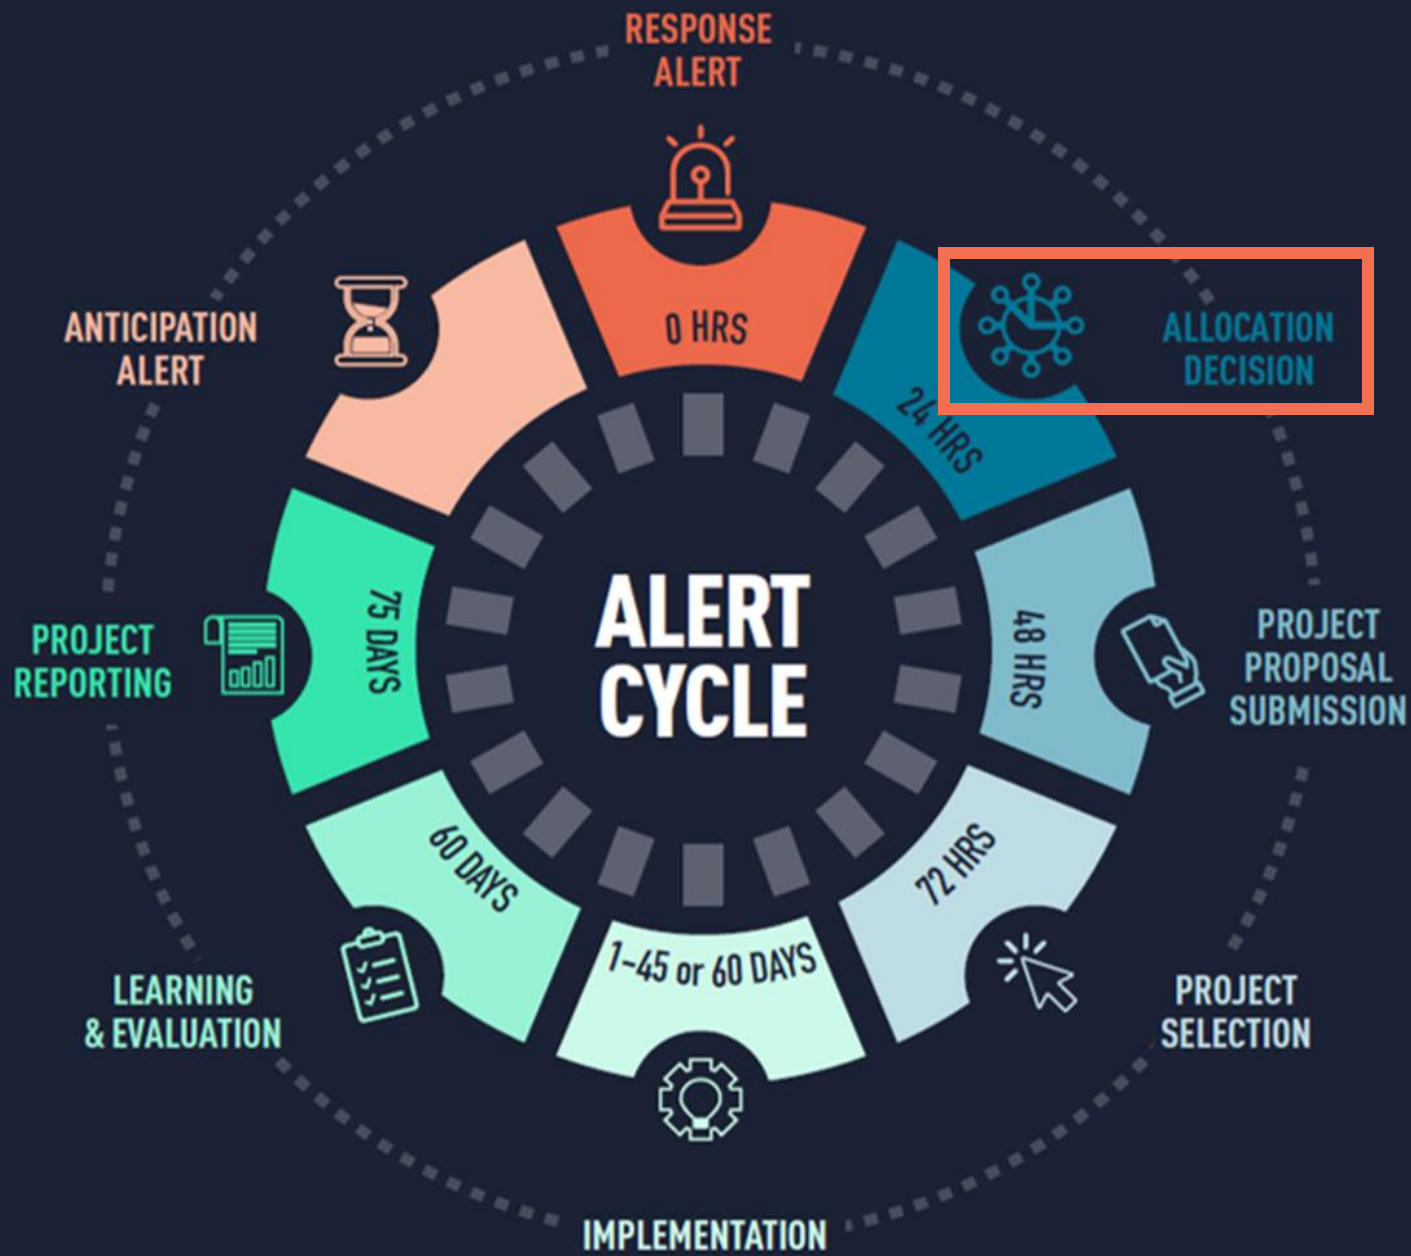 RESPONSE
ALERT
0 HRS
ALLOCATION
DECISION
24 HRS
PROJECT
PROPOSAL
SUBMISSION
48 HRS
PROJECT
SELECTION
72 HRS
IMPLEMENTATION
1-45 or 60 DAYS
LEARNING
& EVALUATION
60 DAYS
PROJECT
REPORTING
75 DAYS
ANTICIPATION
ALERT
ALERT
CYCLE